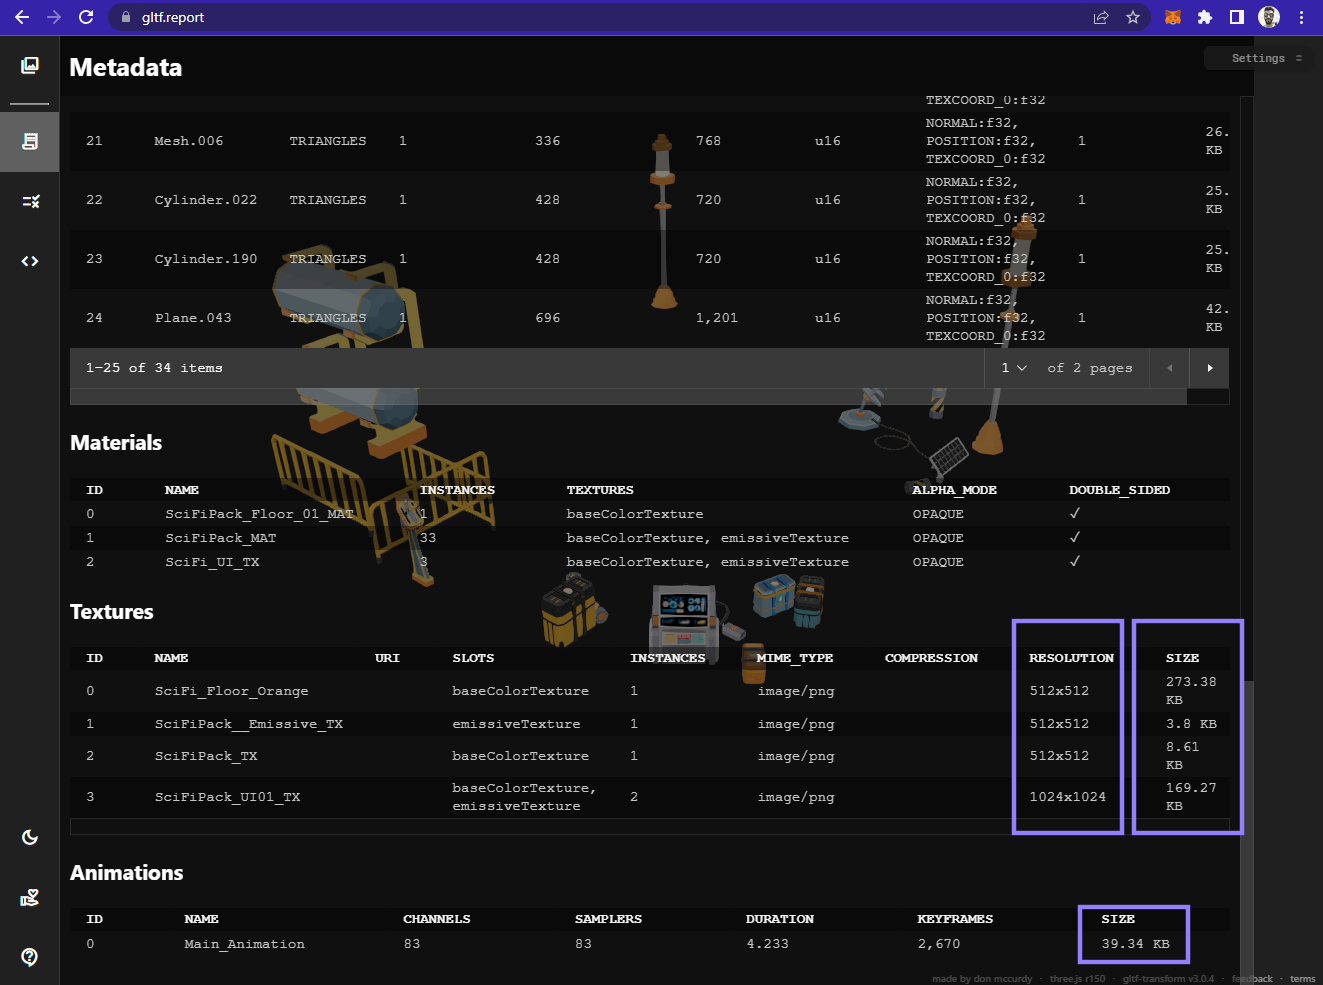 gltf.report
Metadata
Settings
TEXCOORD_0:f32
21 Mesh.006 TRIANGLES 1 336 768 u16 NORMAL:f32, POSITION:f32, TEXCOORD_0:f32 1 26. KB
22 Cylinder.022 TRIANGLES 1 428 720 u16 NORMAL:f32, POSITION:f32, TEXCOORD_0:f32 1 25. KB
23 Cylinder.190 TRIANGLES 1 428 720 u16 NORMAL:f32, POSITION:f32, TEXCOORD_0:f32 1 25. KB
24 Plane.043 TRIANGLES 1 696 1,201 u16 NORMAL:f32, POSITION:f32, TEXCOORD_0:f32 1 42. KB
1–25 of 34 items 1 of 2 pages
Materials
ID NAME INSTANCES TEXTURES ALPHA_MODE DOUBLE_SIDED
0 SciFiPack_Floor_01_MAT 1 baseColorTexture OPAQUE ✓
1 SciFiPack_MAT 33 baseColorTexture, emissiveTexture OPAQUE ✓
2 SciFi_UI_TX 3 baseColorTexture, emissiveTexture OPAQUE ✓
Textures
ID NAME URI SLOTS INSTANCES MIME_TYPE COMPRESSION RESOLUTION SIZE
0 SciFi_Floor_Orange baseColorTexture 1 image/png 512x512 273.38 KB
1 SciFiPack__Emissive_TX emissiveTexture 1 image/png 512x512 3.8 KB
2 SciFiPack_TX baseColorTexture 1 image/png 512x512 8.61 KB
3 SciFiPack_UI01_TX baseColorTexture, emissiveTexture 2 image/png 1024x1024 169.27 KB
Animations
ID NAME CHANNELS SAMPLERS DURATION KEYFRAMES SIZE
0 Main_Animation 83 83 4.233 2,670 39.34 KB
made by don mccurdy · three.js r150 · gltf-transform v3.0.4 · feedback · terms